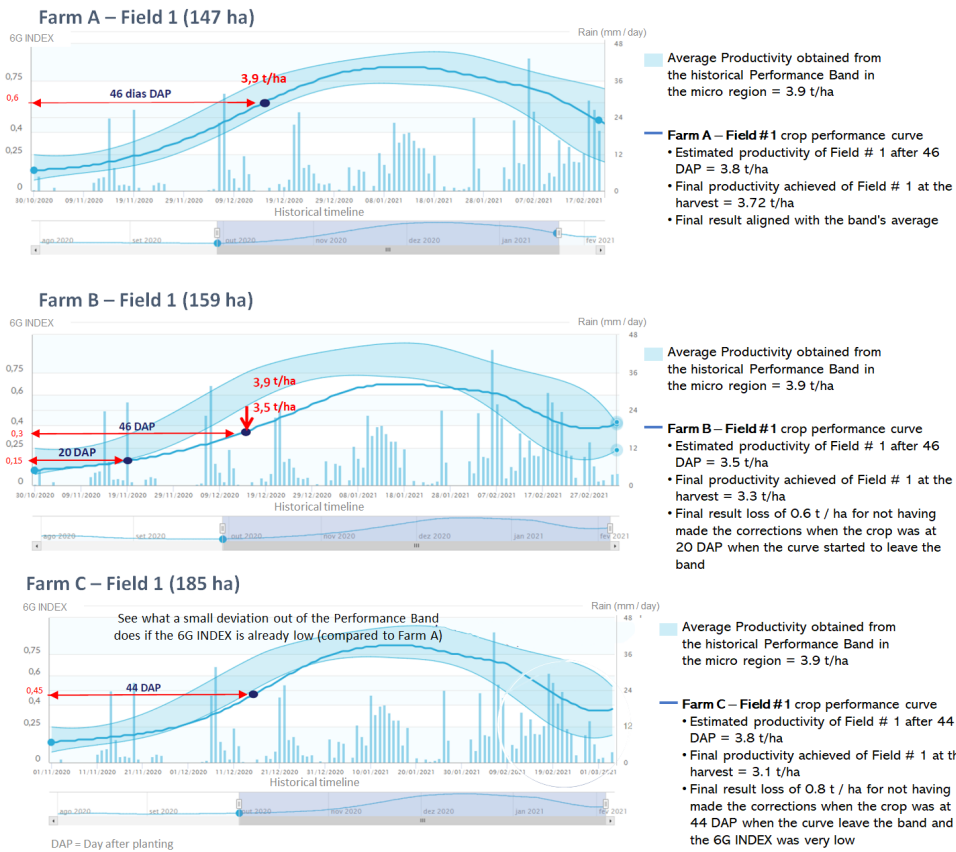 Farm A – Field 1 (147 ha)
6G INDEX
Rain (mm / day)
48
0,75
36
3,9 t/ha
0,6
46 dias DAP
24
0,4
0,25
12
0
0
30/10/2020 09/11/2020 19/11/2020 29/11/2020 09/12/2020 19/12/2020 29/12/2020 08/01/2021 18/01/2021 28/01/2021 07/02/2021 17/02/2021
Historical timeline
ago 2020 set 2020 out 2020 nov 2020 dez 2020 jan 2021 fev 2021
Average Productivity obtained from
the historical Performance Band in
the micro region = 3.9 t/ha
Farm A – Field #1 crop performance curve
• Estimated productivity of Field # 1 after 46
DAP = 3.8 t/ha
• Final productivity achieved of Field # 1 at the
harvest = 3.72 t/ha
• Final result aligned with the band's average
Farm B – Field 1 (159 ha)
6G INDEX
Rain (mm / day)
48
0,75
36
3,9 t/ha
0,6
3,5 t/ha
24
0,4
46 DAP
0,3
0,25
20 DAP
12
0,15
0
0
30/10/2020 09/11/2020 19/11/2020 29/11/2020 09/12/2020 19/12/2020 29/12/2020 08/01/2021 18/01/2021 28/01/2021 07/02/2021 17/02/2021 27/02/2021
Historical timeline
ago 2020 set 2020 out 2020 nov 2020 dez 2020 jan 2021 fev 2021
Average Productivity obtained from
the historical Performance Band in
the micro region = 3.9 t/ha
Farm B – Field #1 crop performance curve
• Estimated productivity of Field # 1 after 46
DAP = 3.5 t/ha
• Final productivity achieved of Field # 1 at the
harvest = 3.3 t/ha
• Final result loss of 0.6 t / ha for not having
made the corrections when the crop was at
20 DAP when the curve started to leave the
band
Farm C – Field 1 (185 ha)
6G INDEX
Rain (mm / day)
See what a small deviation out of the Performance Band
does if the 6G INDEX is already low (compared to Farm A)
48
0,75
36
0,6
44 DAP
0,45
24
0,4
0,25
12
0
0
01/11/2020 11/11/2020 21/11/2020 01/12/2020 11/12/2020 21/12/2020 31/12/2020 10/01/2021 20/01/2021 30/01/2021 09/02/2021 19/02/2021 01/03/2021
Historical timeline
ago 2020 set 2020 out 2020 nov 2020 dez 2020 jan 2021 fev 2021
Average Productivity obtained from
the historical Performance Band in
the micro region = 3.9 t/ha
Farm C – Field #1 crop performance curve
• Estimated productivity of Field # 1 after 44
DAP = 3.8 t/ha
• Final productivity achieved of Field # 1 at th
harvest = 3.1 t/ha
• Final result loss of 0.8 t / ha for not having
made the corrections when the crop was at
44 DAP when the curve leave the band and
the 6G INDEX was very low
DAP = Day after planting